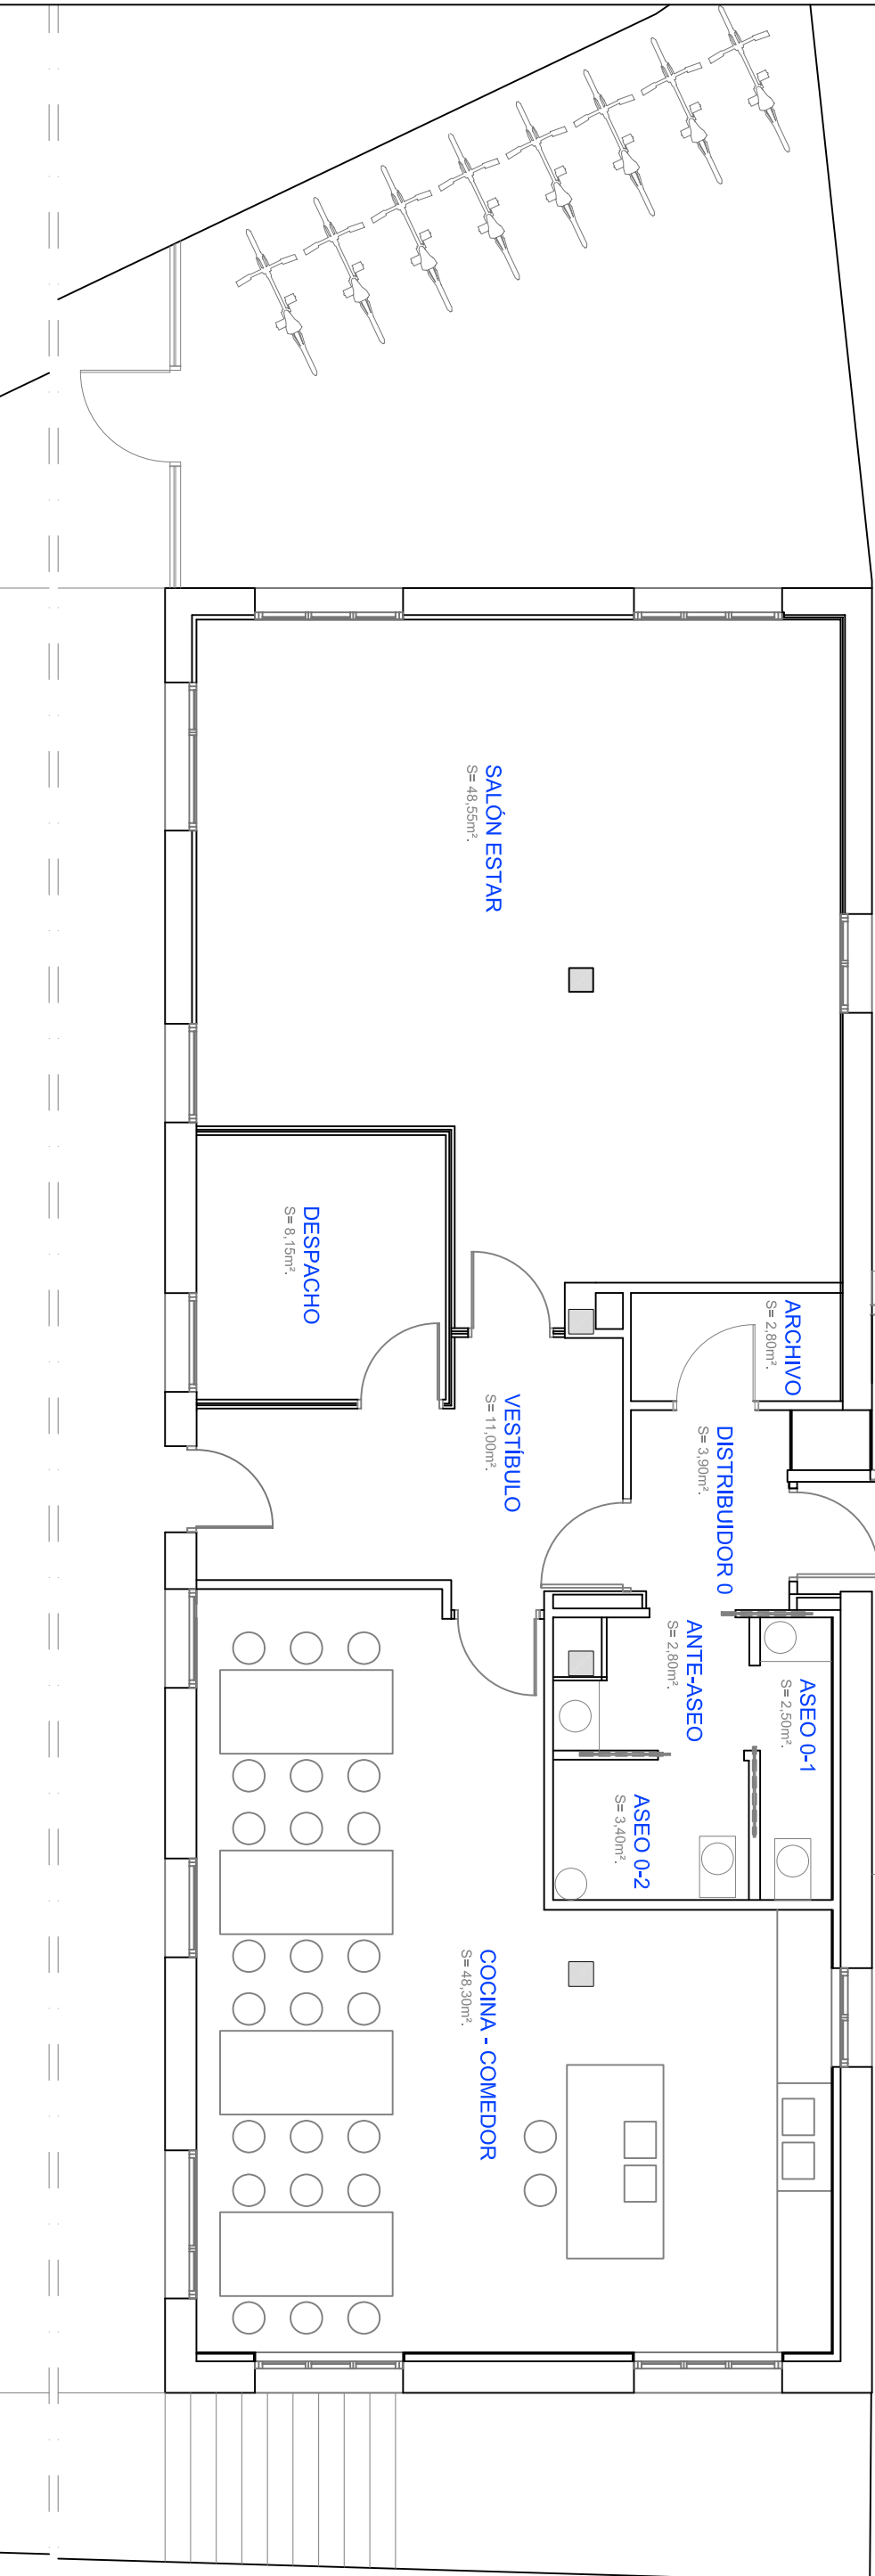 SALÓN ESTAR
S= 48,55m².
DESPACHO
S= 8,15m².
ARCHIVO
S= 2,80m².
VESTÍBULO
S= 11,00m².
DISTRIBUIDOR 0
S= 3,90m².
ANTE-ASEO
S= 2,80m².
ASEO 0-1
S= 2,50m².
ASEO 0-2
S= 3,40m².
COCINA - COMEDOR
S= 48,30m².